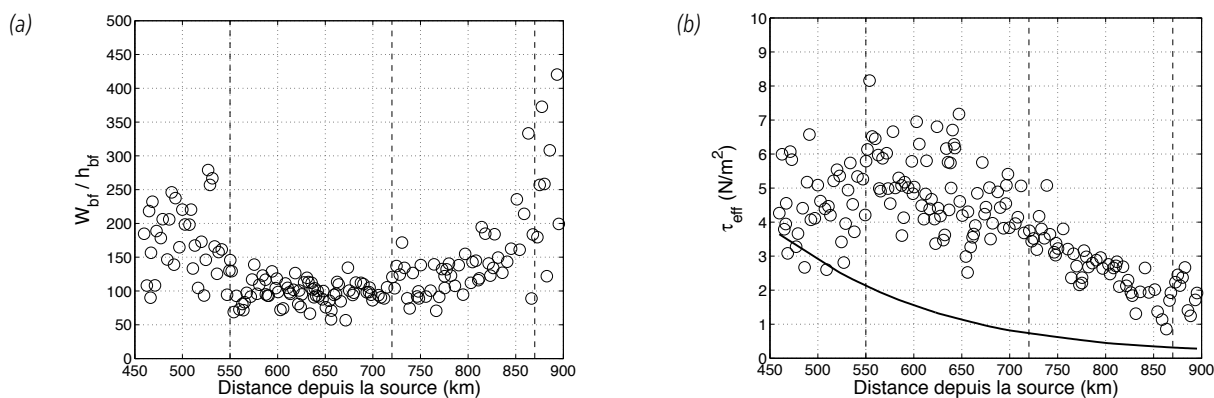 (a)
500
450
400
350
300
250
200
150
100
50
0
W_bf / h_bf
450 500 550 600 650 700 750 800 850 900
Distance depuis la source (km)
(b)
10
9
8
7
6
5
4
3
2
1
0
τ_eff (N/m²)
450 500 550 600 650 700 750 800 850 900
Distance depuis la source (km)